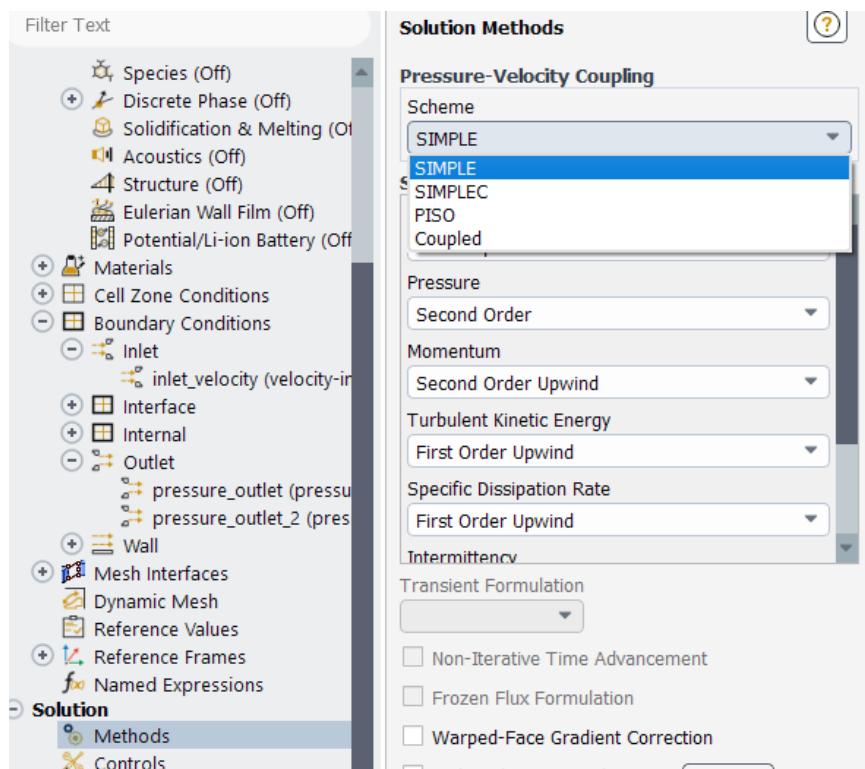 Filter Text
Species (Off)
Discrete Phase (Off)
Solidification & Melting (Of
Acoustics (Off)
Structure (Off)
Eulerian Wall Film (Off)
Potential/Li-ion Battery (Off
Materials
Cell Zone Conditions
Boundary Conditions
Inlet
inlet_velocity (velocity-in
Interface
Internal
Outlet
pressure_outlet (pressu
pressure_outlet_2 (pres
Wall
Mesh Interfaces
Dynamic Mesh
Reference Values
Reference Frames
Named Expressions
Solution
Methods
Controls
Solution Methods
?
Pressure-Velocity Coupling
Scheme
SIMPLE
SIMPLE
SIMPLEC
PISO
Coupled
Pressure
Second Order
Momentum
Second Order Upwind
Turbulent Kinetic Energy
First Order Upwind
Specific Dissipation Rate
First Order Upwind
Intermittency
Transient Formulation
Non-Iterative Time Advancement
Frozen Flux Formulation
Warped-Face Gradient Correction